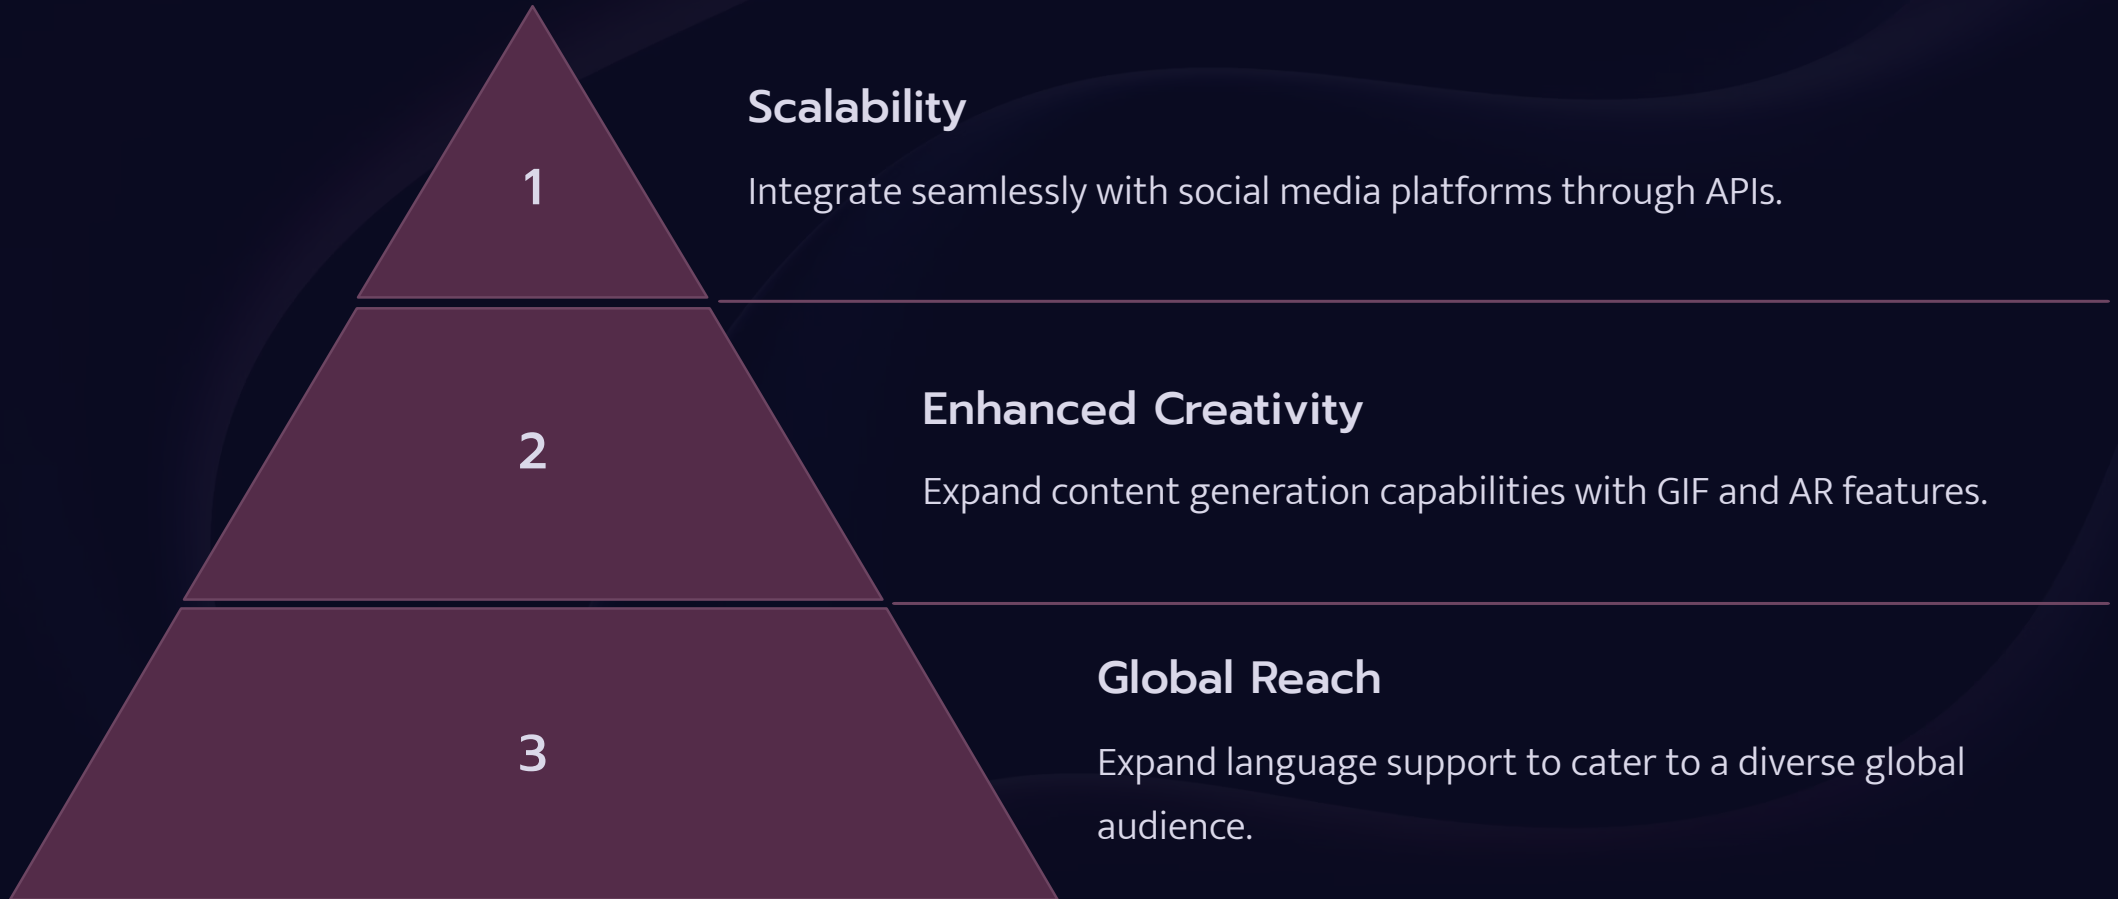 1
Scalability
Integrate seamlessly with social media platforms through APIs.
2
Enhanced Creativity
Expand content generation capabilities with GIF and AR features.
3
Global Reach
Expand language support to cater to a diverse global
audience.